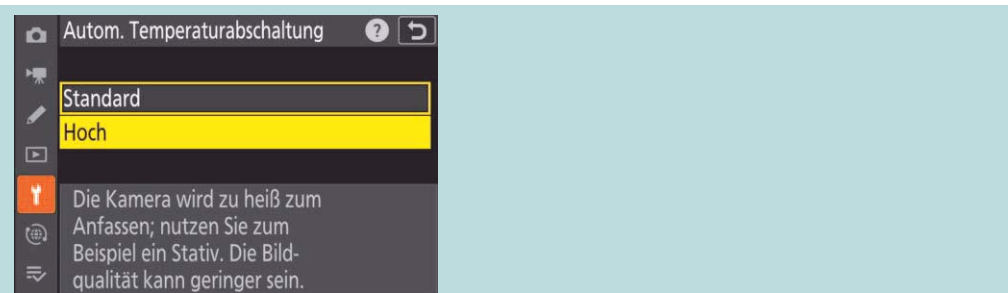 Autom. Temperaturabschaltung ?
Standard
Hoch
Die Kamera wird zu heiß zum
Anfassen; nutzen Sie zum
Beispiel ein Stativ. Die Bild-
qualität kann geringer sein.